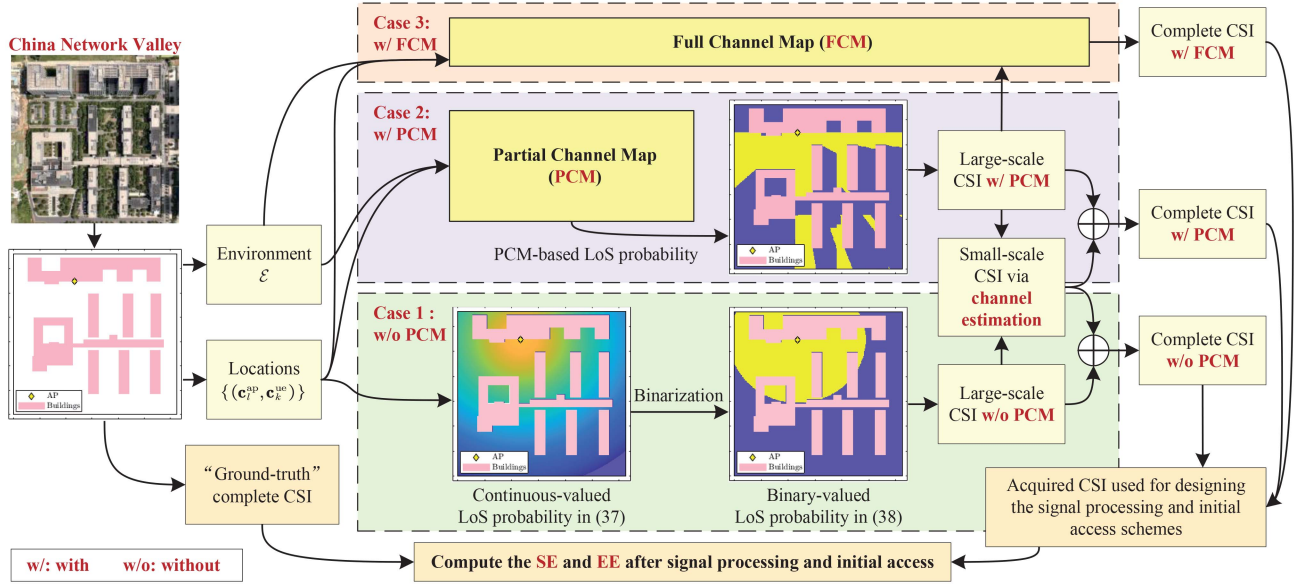 China Network Valley
AP
Buildings
Environment
ℰ
Locations
{(c_l^ap, c_k^ue)}
"Ground-truth"
complete CSI
w/: with w/o: without
Case 3:
w/ FCM
Full Channel Map (FCM)
Complete CSI
w/ FCM
Case 2:
w/ PCM
Partial Channel Map
(PCM)
PCM-based LoS probability
AP
Buildings
Large-scale
CSI w/ PCM
Complete CSI
w/ PCM
Small-scale
CSI via
channel
estimation
Case 1 :
w/o PCM
AP
Buildings
Continuous-valued
LoS probability in (37)
Binarization
AP
Buildings
Binary-valued
LoS probability in (38)
Large-scale
CSI w/o PCM
Complete CSI
w/o PCM
Acquired CSI used for designing
the signal processing and initial
access schemes
Compute the SE and EE after signal processing and initial access